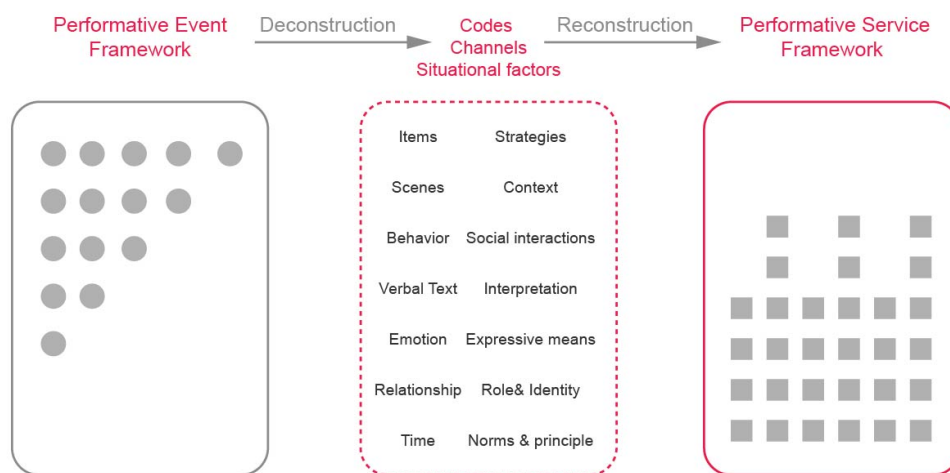 Performative Event
Framework
Deconstruction
Codes
Channels
Situational factors
Reconstruction
Performative Service
Framework
Items Strategies
Scenes Context
Behavior Social interactions
Verbal Text Interpretation
Emotion Expressive means
Relationship Role& Identity
Time Norms & principle